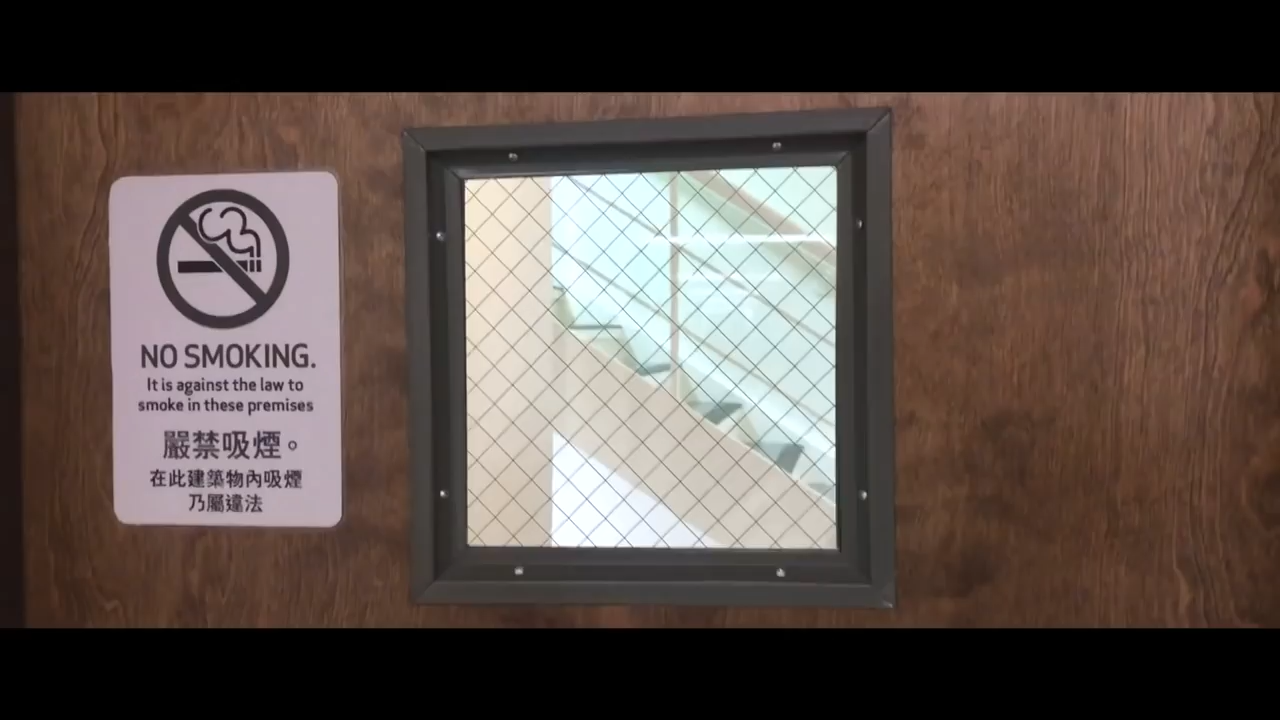 NO SMOKING.
It is against the law to
smoke in these premises
嚴禁吸煙。
在此建築物內吸煙
乃屬違法